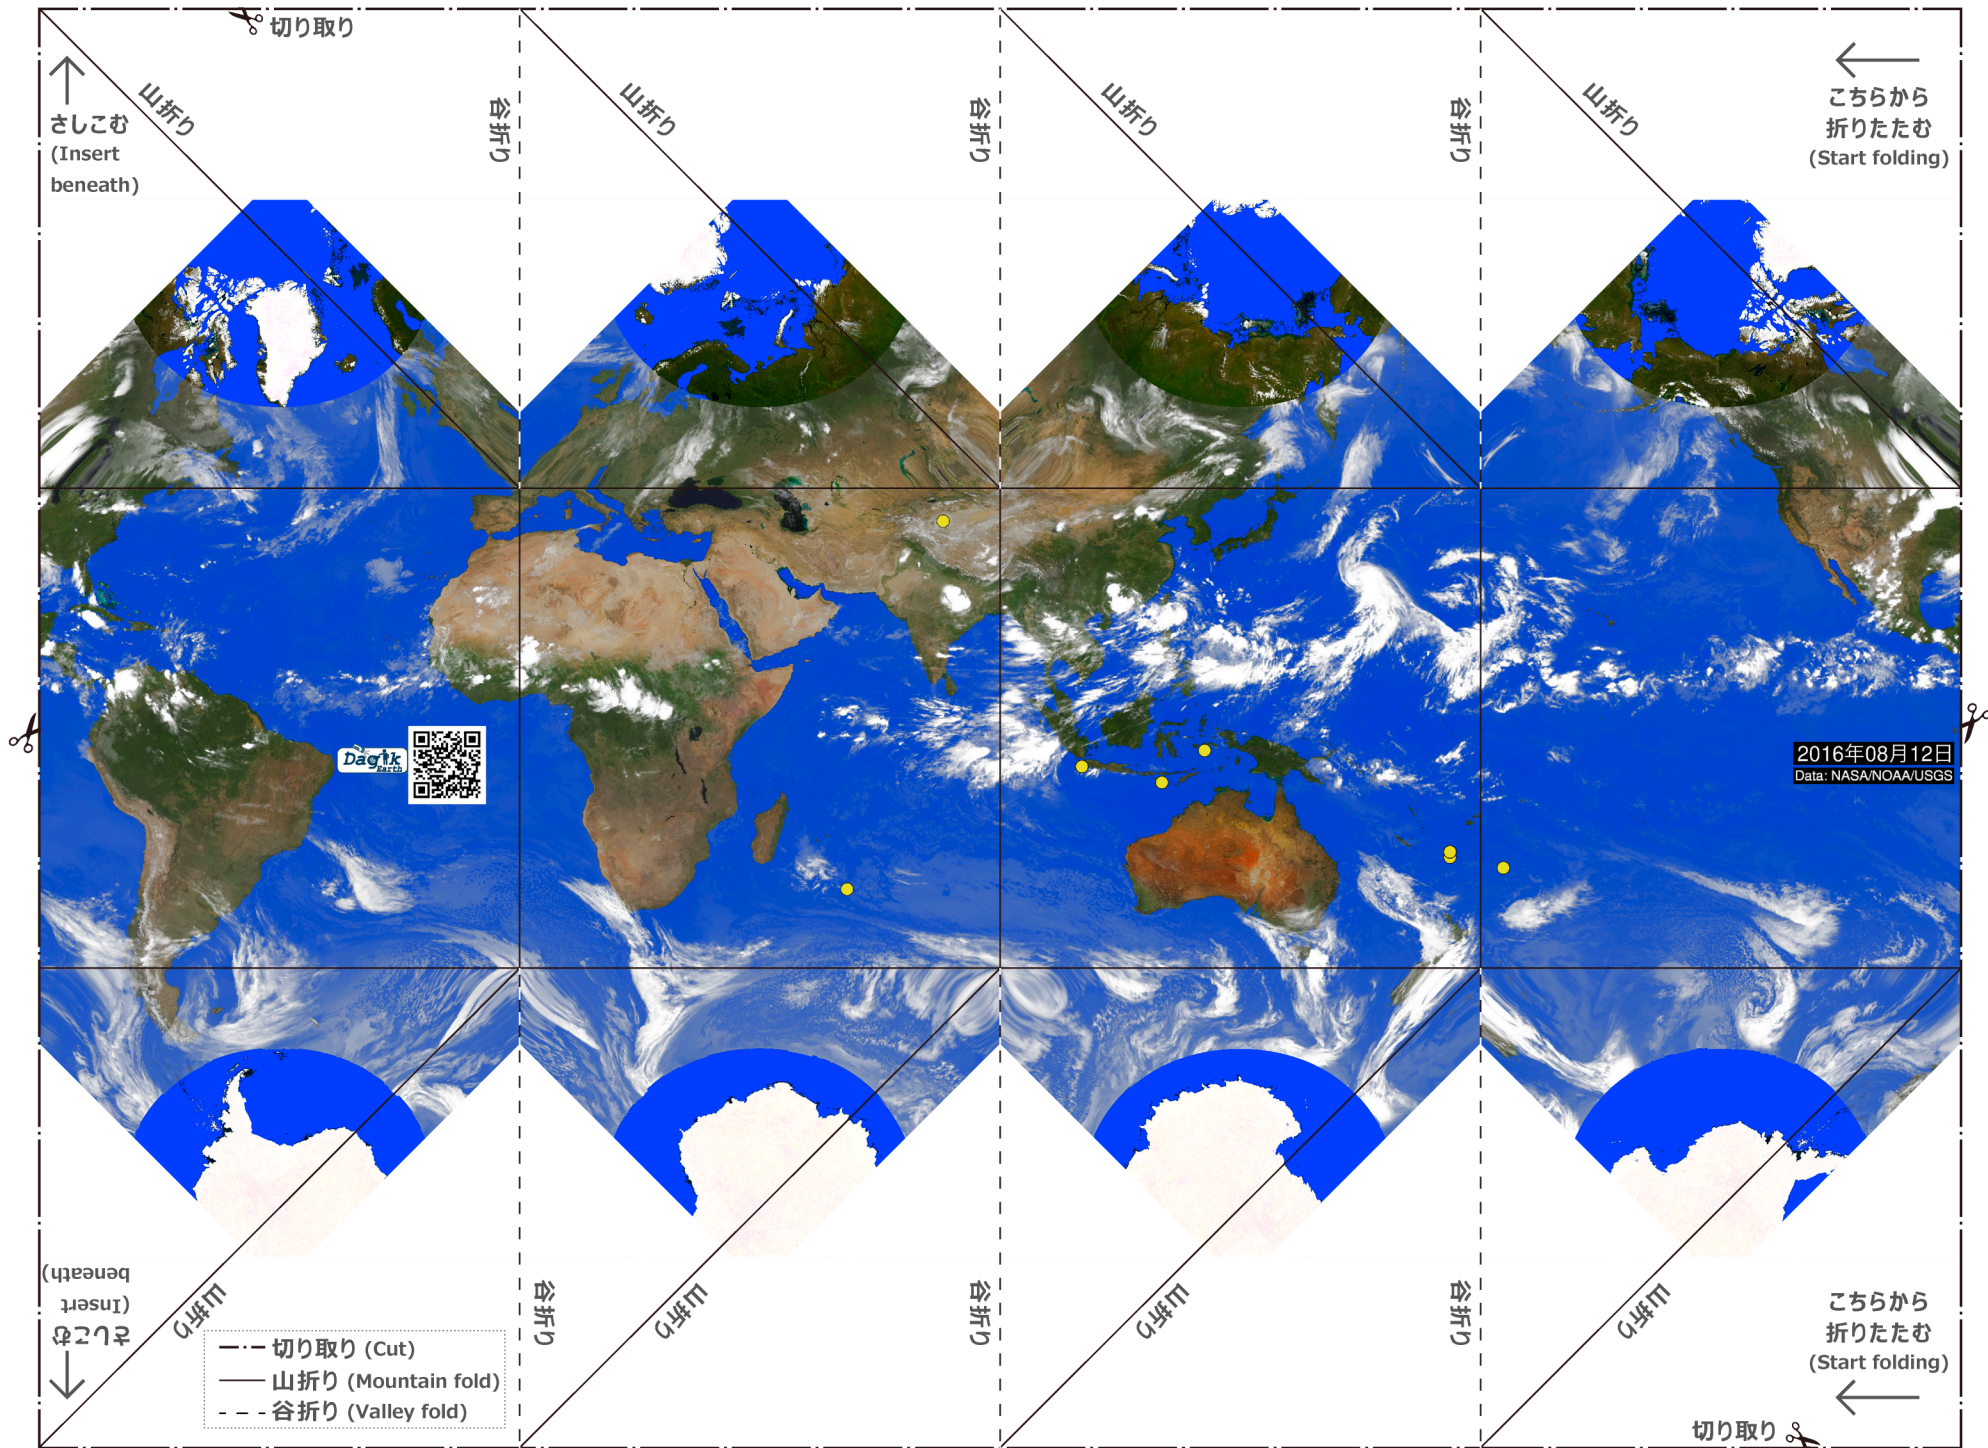 切り取り
山折り
山折り
山折り
山折り
さしこむ
(Insert
beneath)
谷折り
谷折り
谷折り
こちらから
折りたたむ
(Start folding)
Dagik
Earth
2016年08月12日
Data: NASA/NOAA/USGS
さしこむ
(Insert
beneath)
山折り
山折り
山折り
山折り
谷折り
谷折り
谷折り
こちらから
折りたたむ
(Start folding)
切り取り (Cut)
山折り (Mountain fold)
谷折り (Valley fold)
切り取り